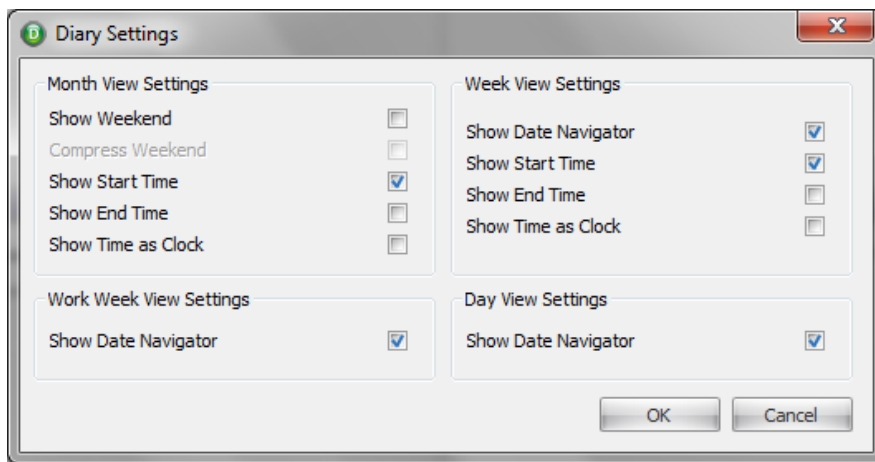 Diary Settings
Month View Settings
Show Weekend
Compress Weekend
Show Start Time
Show End Time
Show Time as Clock
Week View Settings
Show Date Navigator
Show Start Time
Show End Time
Show Time as Clock
Work Week View Settings
Show Date Navigator
Day View Settings
Show Date Navigator
OK
Cancel